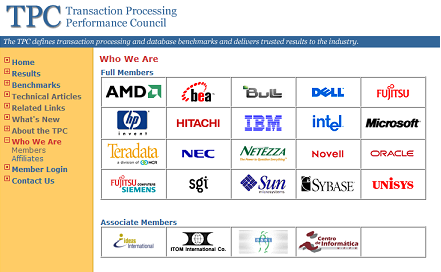 TPC Transaction Processing
Performance Council
The TPC defines transaction processing and database benchmarks and delivers trusted results to the industry.
Home
Results
Benchmarks
Technical Articles
Related Links
What's New
About the TPC
Who We Are
Members
Affiliates
Member Login
Contact Us
Who We Are
Full Members
AMD bea Bull DELL FUJITSU
hp invent HITACHI IBM intel Microsoft
Teradata a division of NCR NEC NETEZZA Novell ORACLE
FUJITSU COMPUTERS SIEMENS sgi Sun microsystems SYBASE UNISYS
Associate Members
ideas International ITOM International Co. Centro de Informática